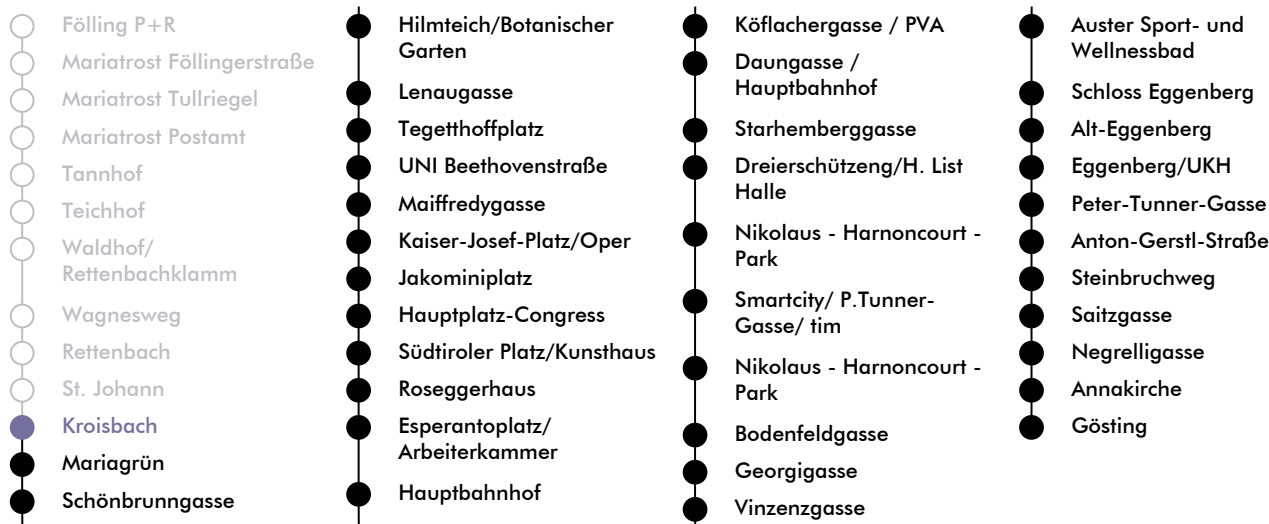 Fölling P+R
Mariatrost Föllingerstraße
Mariatrost Tullriegel
Mariatrost Postamt
Tannhof
Teichhof
Waldhof/
Rettenbachklamm
Wagnesweg
Rettenbach
St. Johann
Kroisbach
Mariagrün
Schönbrunngasse
Hilmteich/Botanischer
Garten
Lenaugasse
Tegetthoffplatz
UNI Beethovenstraße
Maiffredygasse
Kaiser-Josef-Platz/Oper
Jakominiplatz
Hauptplatz-Congress
Südtiroler Platz/Kunsthaus
Roseggerhaus
Esperantoplatz/
Arbeiterkammer
Hauptbahnhof
Köflachergasse / PVA
Daungasse /
Hauptbahnhof
Starhemberggasse
Dreierschützeng/H. List
Halle
Nikolaus - Harnoncourt -
Park
Smartcity/ P.Tunner-
Gasse/ tim
Nikolaus - Harnoncourt -
Park
Bodenfeldgasse
Georgigasse
Vinzenzgasse
Auster Sport- und
Wellnessbad
Schloss Eggenberg
Alt-Eggenberg
Eggenberg/UKH
Peter-Tunner-Gasse
Anton-Gerstl-Straße
Steinbruchweg
Saitzgasse
Negrelligasse
Annakirche
Gösting